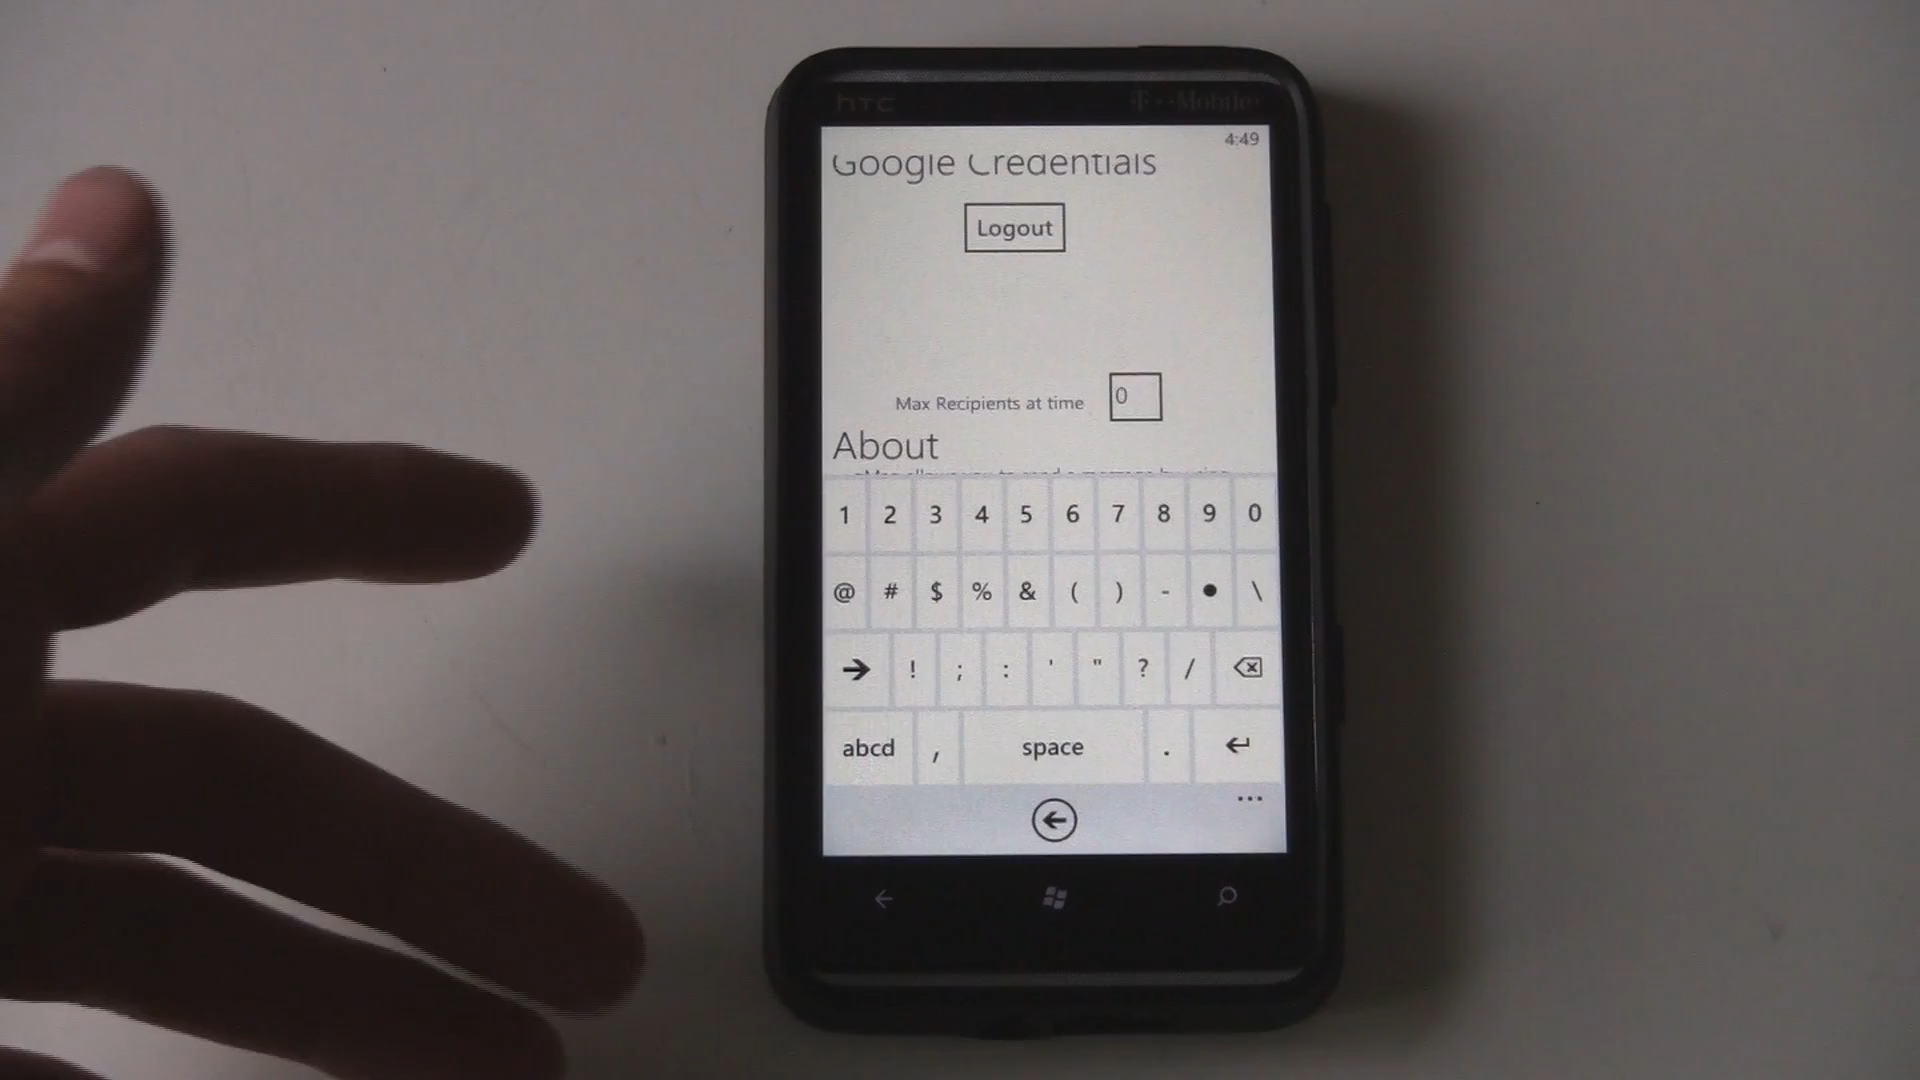 hTC T-Mobile
4:49
Google Credentials
Logout
Max Recipients at time 0
About
1 2 3 4 5 6 7 8 9 0
@ # $ % & ( ) - • \
→ ! ; : ' " ? /
abcd , space . ↵
...